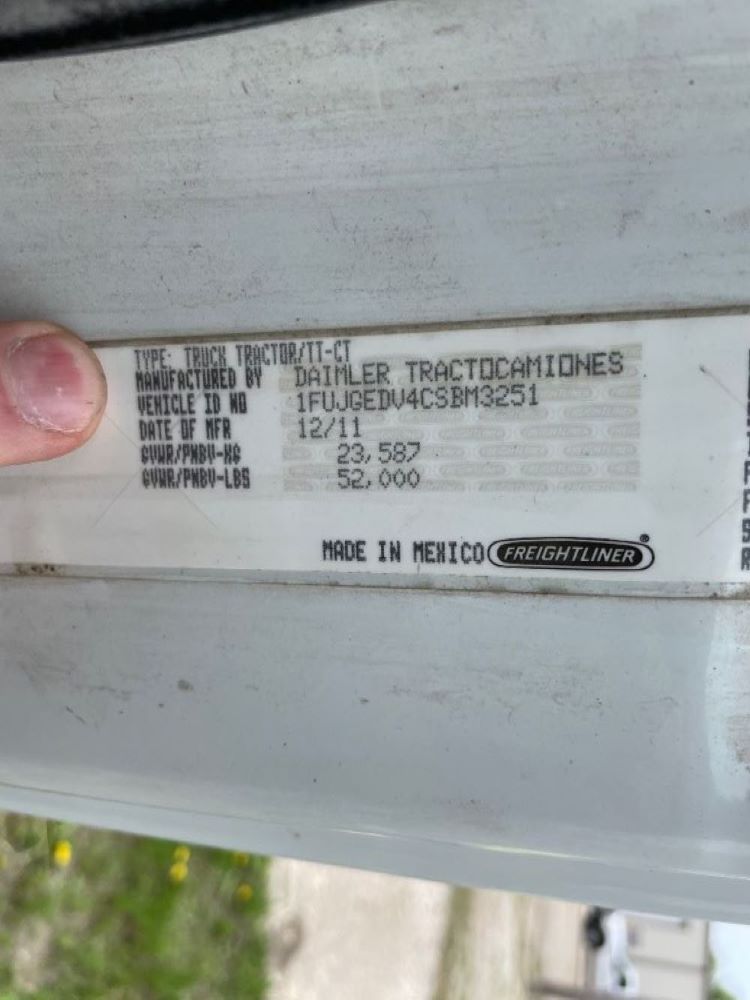 TYPE: TRUCK TRACTOR/TT-CT
MANUFACTURED BY DAIMLER TRACTOCAMIONES
VEHICLE ID NO 1FUJGEDV4CSBM3251
DATE OF MFR 12/11
GVWR/PNBV-KG 23,587
GVWR/PNBV-LBS 52,000
MADE IN MEXICO FREIGHTLINER®